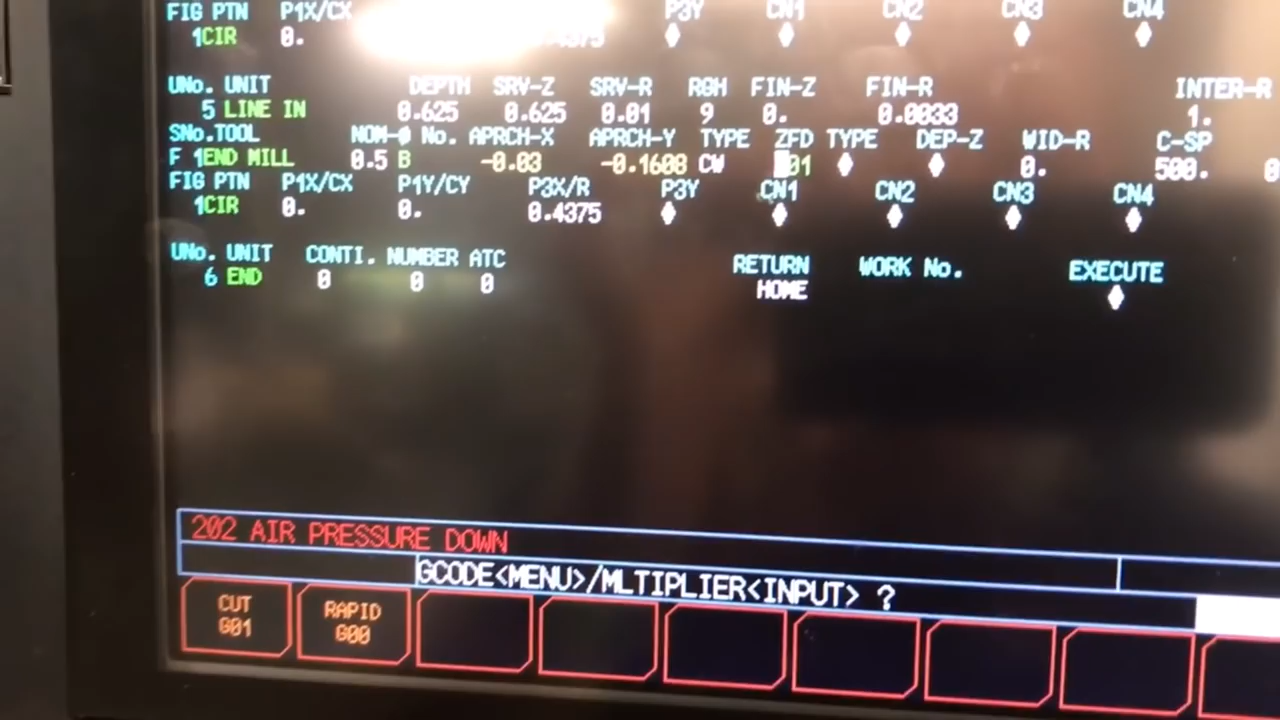 FIG PTN P1X/CX P3Y CN1 CN2 CN3 CN4
1CIR 0. ♦ ♦ ♦ ♦ ♦
UNo. UNIT DEPTH SRV-Z SRV-R RGH FIN-Z FIN-R INTER-R
5 LINE IN 0.625 0.625 0.01 9 0. 0.0033 1.
SNo.TOOL NOM-Ø No. APRCH-X APRCH-Y TYPE ZFD TYPE DEP-Z WID-R C-SP
F 1END MILL 0.5 B -0.03 -0.1608 CW G01 ♦ ♦ 0. 500.
FIG PTN P1X/CX P1Y/CY P3X/R P3Y CN1 CN2 CN3 CN4
1CIR 0. 0. 0.4375 ♦ ♦ ♦ ♦ ♦
UNo. UNIT CONTI. NUMBER ATC RETURN WORK No. EXECUTE
6 END 0 0 0 HOME ♦
202 AIR PRESSURE DOWN
GCODE<MENU>/MLTIPLIER<INPUT> ?
CUT G01
RAPID G00